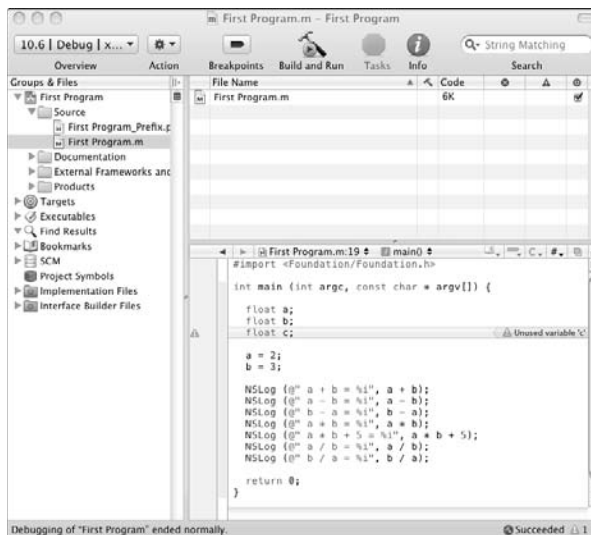 First Program.m – First Program
10.6 | Debug | x...
Overview
Action
Breakpoints
Build and Run
Tasks
Info
String Matching
Search
Groups & Files
First Program
Source
First Program_Prefix.p
First Program.m
Documentation
External Frameworks and
Products
Targets
Executables
Find Results
Bookmarks
SCM
Project Symbols
Implementation Files
Interface Builder Files
File Name
Code
First Program.m
6K
First Program.m:19
main()
C
#
#import <Foundation/Foundation.h>
int main (int argc, const char * argv[]) {
float a;
float b;
float c;
Unused variable 'c'
a = 2;
b = 3;
NSLog (@" a + b = %i", a + b);
NSLog (@" a - b = %i", a - b);
NSLog (@" b - a = %i", b - a);
NSLog (@" a * b = %i", a * b);
NSLog (@" a * b + 5 = %i", a * b + 5);
NSLog (@" a / b = %i", a / b);
NSLog (@" b / a = %i", b / a);
return 0;
}
Debugging of "First Program" ended normally.
Succeeded
1